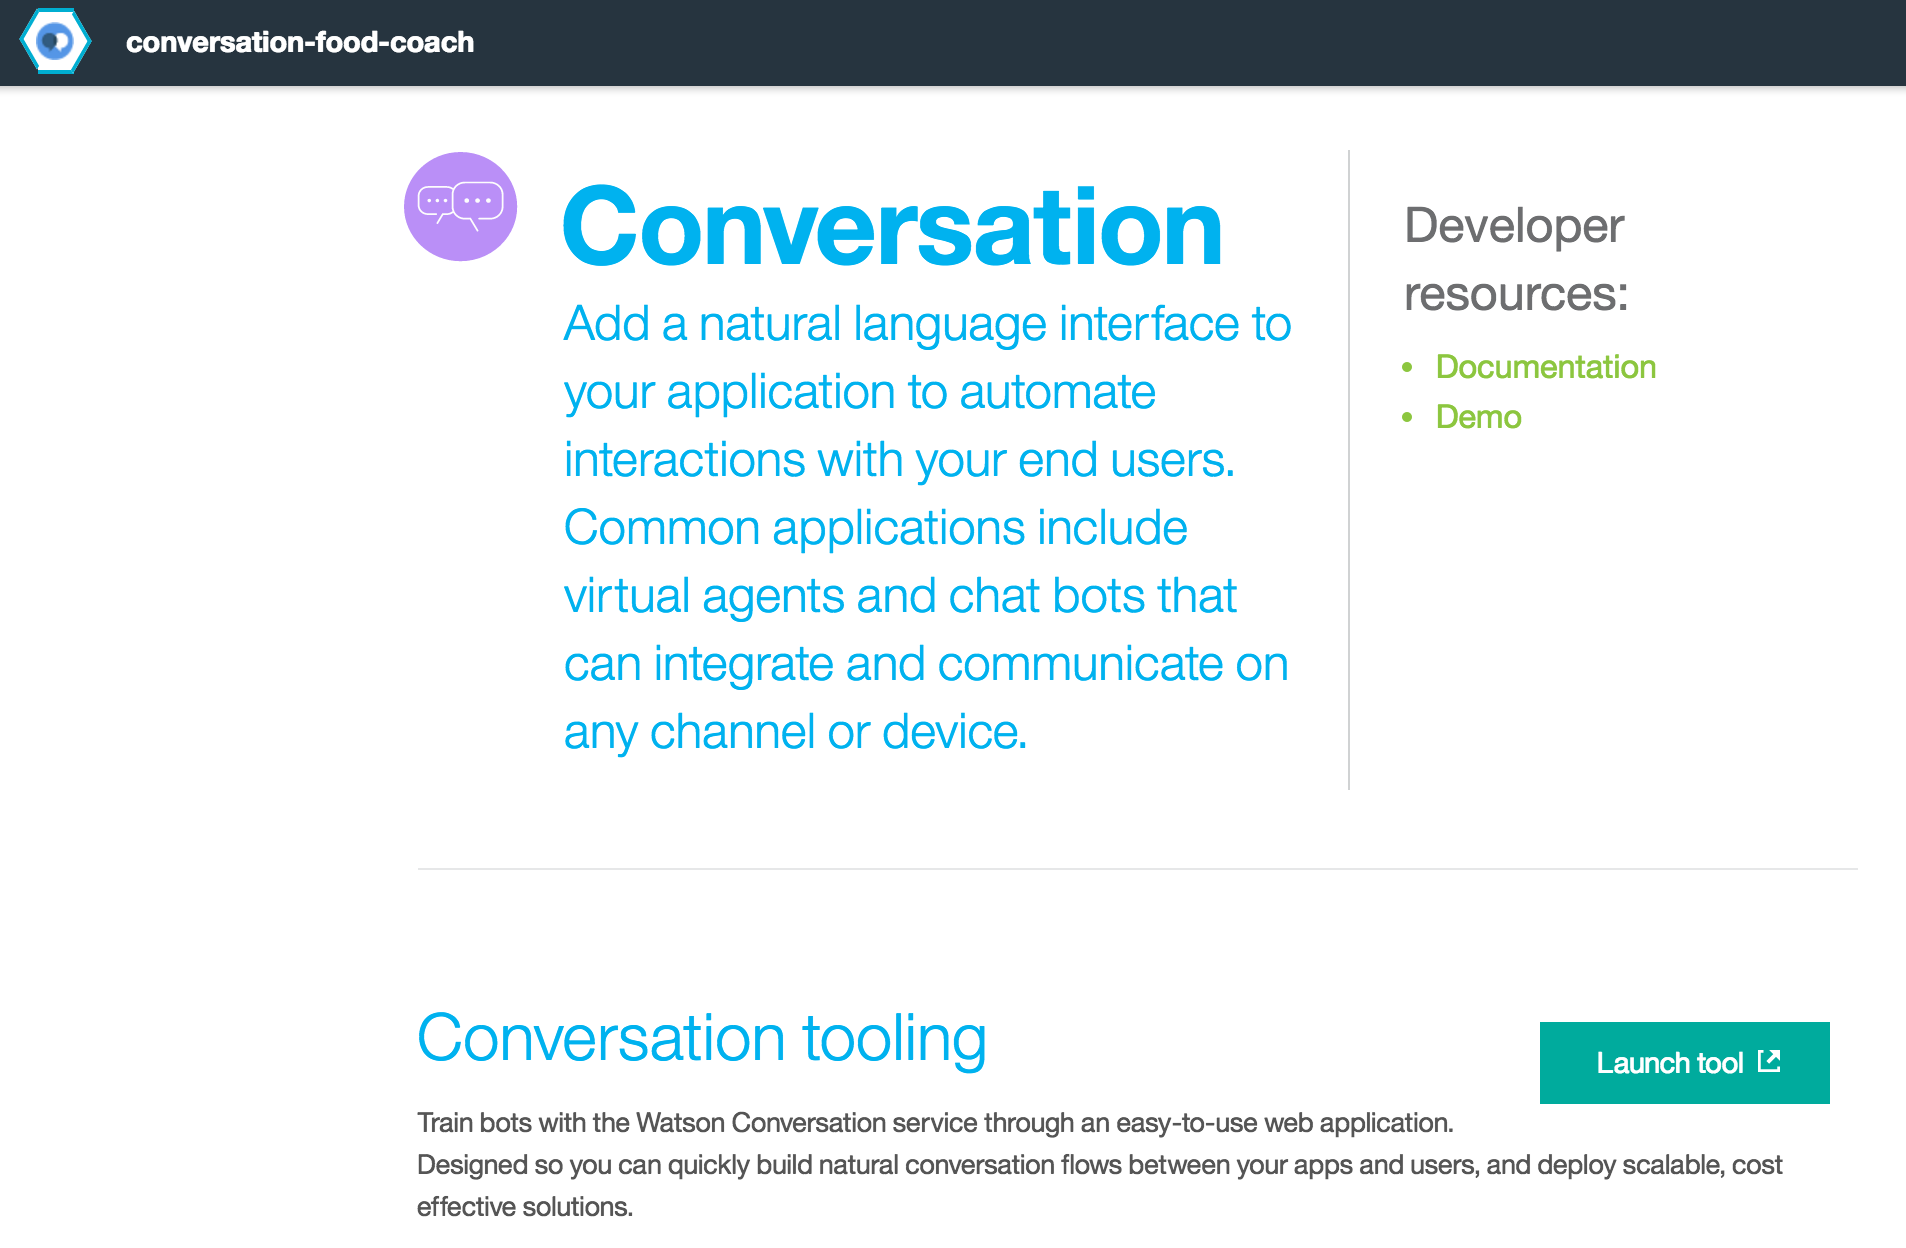 conversation-food-coach
Conversation
Add a natural language interface to
your application to automate
interactions with your end users.
Common applications include
virtual agents and chat bots that
can integrate and communicate on
any channel or device.
Developer
resources:
Documentation
Demo
Conversation tooling
Launch tool
Train bots with the Watson Conversation service through an easy-to-use web application.
Designed so you can quickly build natural conversation flows between your apps and users, and deploy scalable, cost
effective solutions.